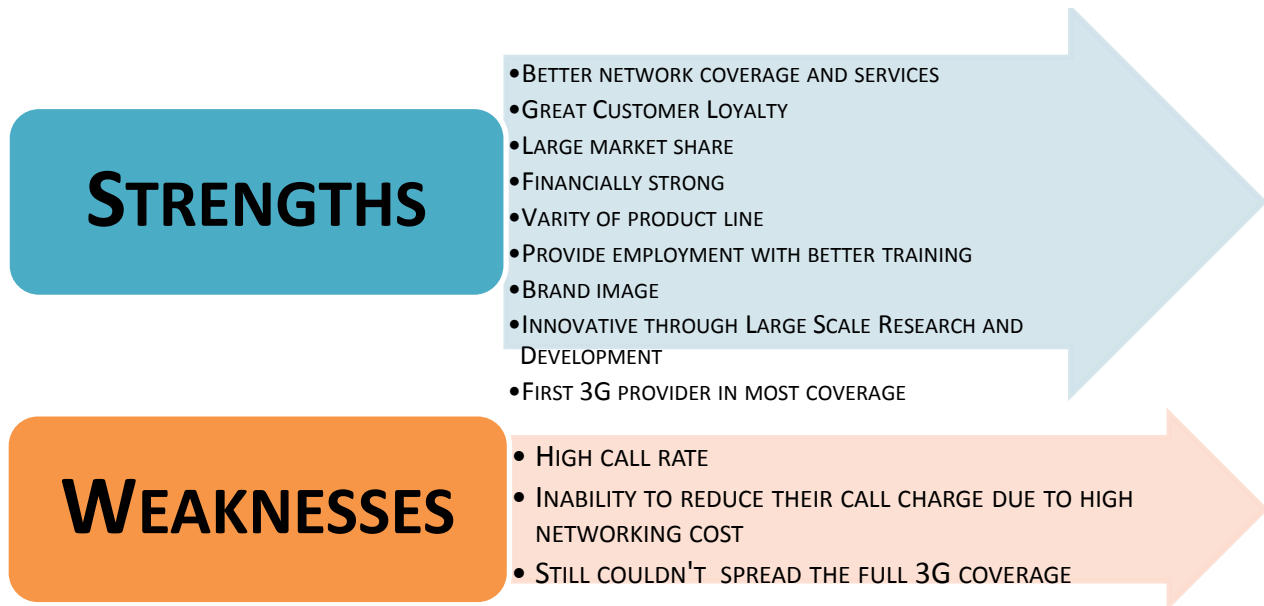 STRENGTHS
•BETTER NETWORK COVERAGE AND SERVICES
•GREAT CUSTOMER LOYALTY
•LARGE MARKET SHARE
•FINANCIALLY STRONG
•VARITY OF PRODUCT LINE
•PROVIDE EMPLOYMENT WITH BETTER TRAINING
•BRAND IMAGE
•INNOVATIVE THROUGH LARGE SCALE RESEARCH AND
DEVELOPMENT
•FIRST 3G PROVIDER IN MOST COVERAGE
WEAKNESSES
• HIGH CALL RATE
• INABILITY TO REDUCE THEIR CALL CHARGE DUE TO HIGH
NETWORKING COST
• STILL COULDN'T SPREAD THE FULL 3G COVERAGE